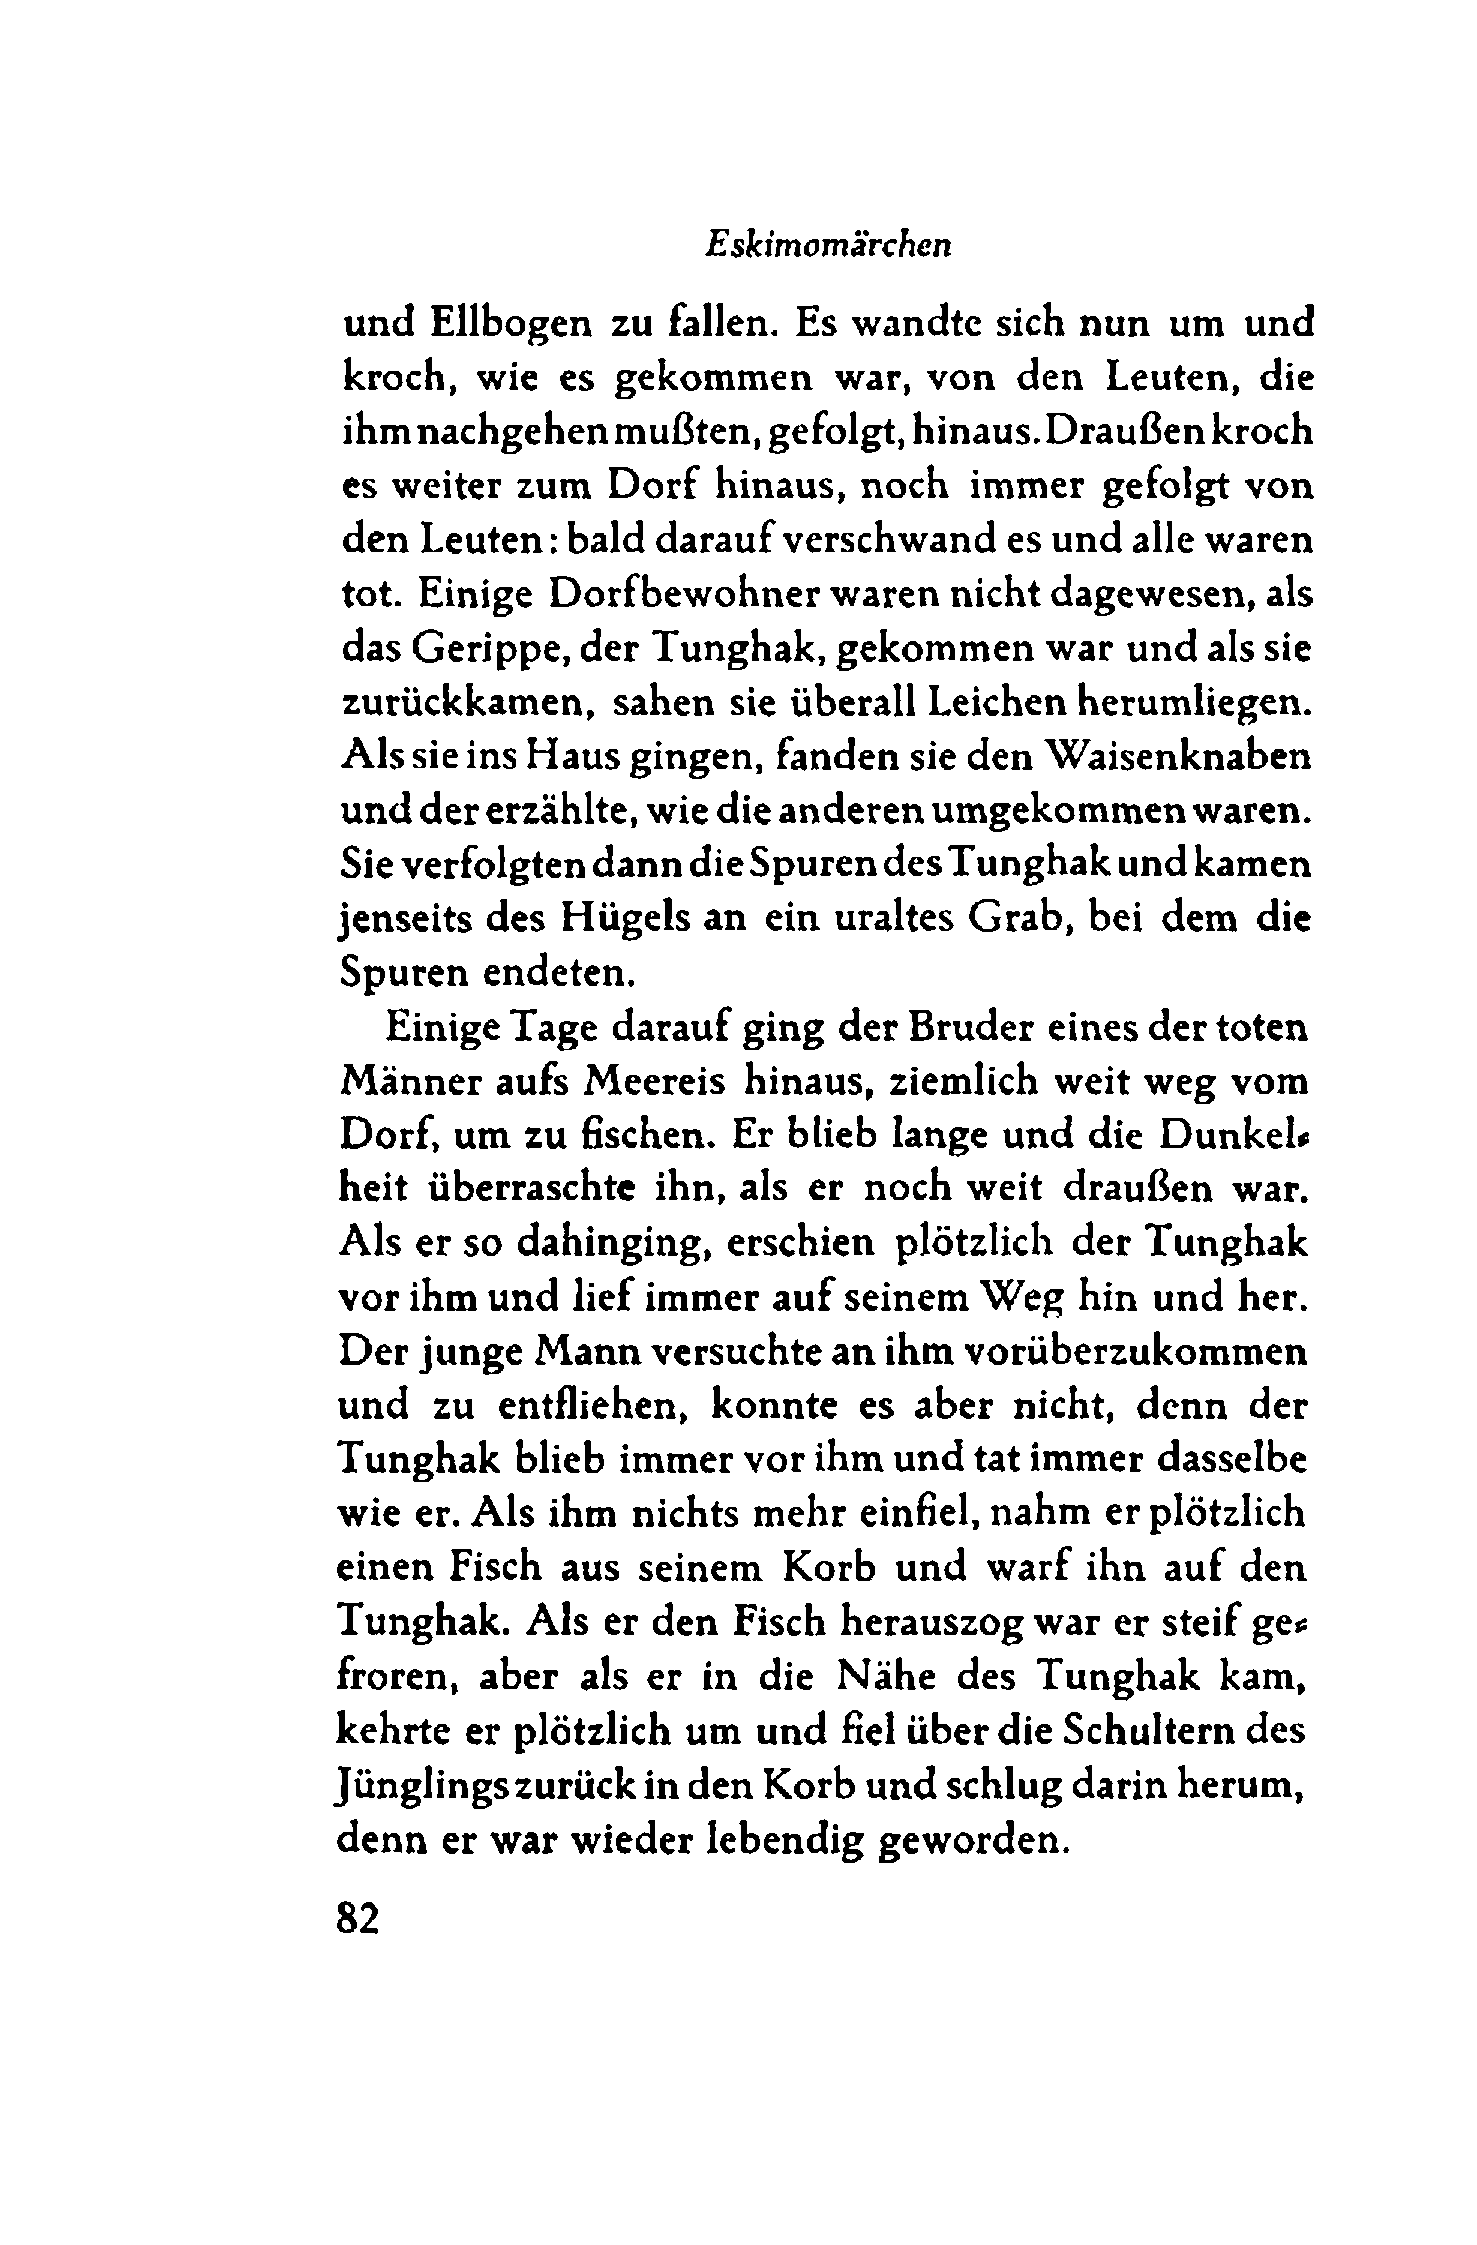 Eskimomärchen
und Ellbogen zu fallen. Es wandte sich nun um und
kroch, wie es gekommen war, von den Leuten, die
ihm nachgehen mußten, gefolgt, hinaus. Draußen kroch
es weiter zum Dorf hinaus, noch immer gefolgt von
den Leuten: bald darauf verschwand es und alle waren
tot. Einige Dorfbewohner waren nicht dagewesen, als
das Gerippe, der Tunghak, gekommen war und als sie
zurückkamen, sahen sie überall Leichen herumliegen.
Als sie ins Haus gingen, fanden sie den Waisenknaben
und der erzählte, wie die anderen umgekommen waren.
Sie verfolgten dann die Spuren des Tunghak und kamen
jenseits des Hügels an ein uraltes Grab, bei dem die
Spuren endeten.
Einige Tage darauf ging der Bruder eines der toten
Männer aufs Meereis hinaus, ziemlich weit weg vom
Dorf, um zu fischen. Er blieb lange und die Dunkel-
heit überraschte ihn, als er noch weit draußen war.
Als er so dahinging, erschien plötzlich der Tunghak
vor ihm und lief immer auf seinem Weg hin und her.
Der junge Mann versuchte an ihm vorüberzukommen
und zu entfliehen, konnte es aber nicht, denn der
Tunghak blieb immer vor ihm und tat immer dasselbe
wie er. Als ihm nichts mehr einfiel, nahm er plötzlich
einen Fisch aus seinem Korb und warf ihn auf den
Tunghak. Als er den Fisch herauszog war er steif ge-
froren, aber als er in die Nähe des Tunghak kam,
kehrte er plötzlich um und fiel über die Schultern des
Jünglings zurück in den Korb und schlug darin herum,
denn er war wieder lebendig geworden.
82